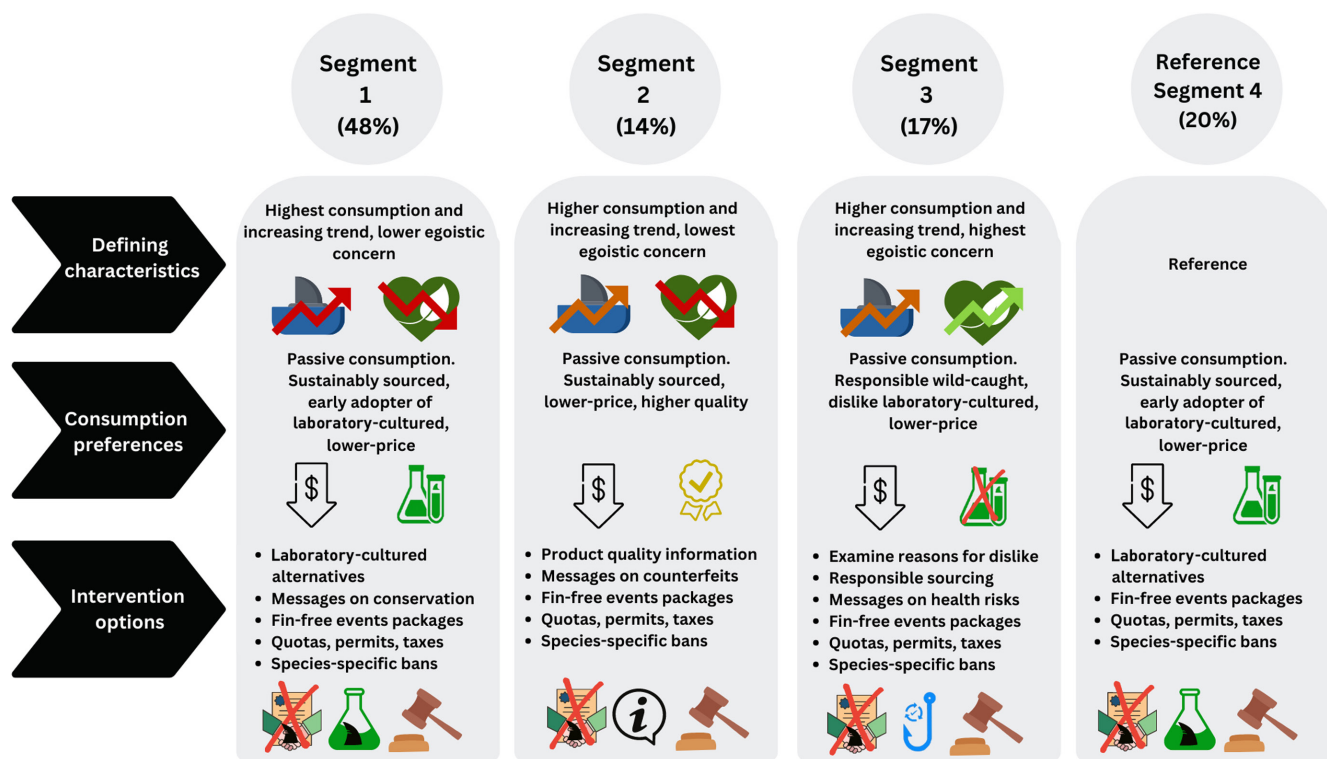 Segment
1
(48%)
Segment
2
(14%)
Segment
3
(17%)
Reference
Segment 4
(20%)
Defining
characteristics
Highest consumption and
increasing trend, lower egoistic
concern
Higher consumption and
increasing trend, lowest
egoistic concern
Higher consumption and
increasing trend, highest
egoistic concern
Reference
Consumption
preferences
Passive consumption.
Sustainably sourced,
early adopter of
laboratory-cultured,
lower-price
Passive consumption.
Sustainably sourced,
lower-price, higher quality
Passive consumption.
Responsible wild-caught,
dislike laboratory-cultured,
lower-price
Passive consumption.
Sustainably sourced,
early adopter of
laboratory-cultured,
lower-price
$
$
$
$
Intervention
options
• Laboratory-cultured
alternatives
• Messages on conservation
• Fin-free events packages
• Quotas, permits, taxes
• Species-specific bans
• Product quality information
• Messages on counterfeits
• Fin-free events packages
• Quotas, permits, taxes
• Species-specific bans
• Examine reasons for dislike
• Responsible sourcing
• Messages on health risks
• Fin-free events packages
• Quotas, permits, taxes
• Species-specific bans
• Laboratory-cultured
alternatives
• Fin-free events packages
• Quotas, permits, taxes
• Species-specific bans
i